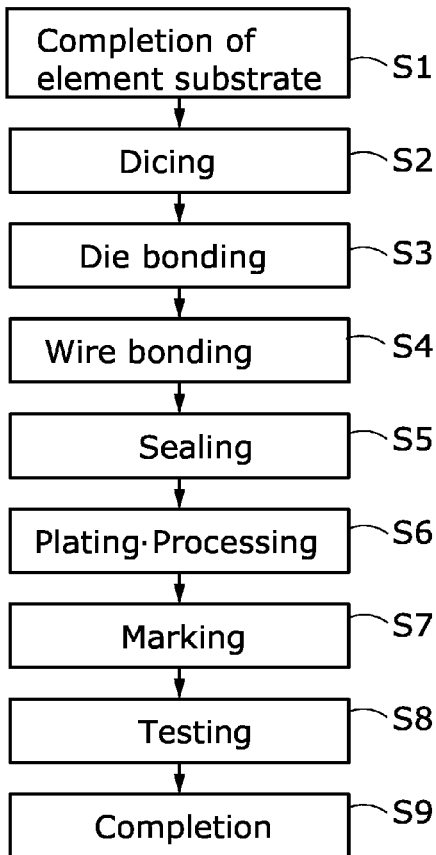 Completion of
element substrate
S1
Dicing
S2
Die bonding
S3
Wire bonding
S4
Sealing
S5
Plating·Processing
S6
Marking
S7
Testing
S8
Completion
S9